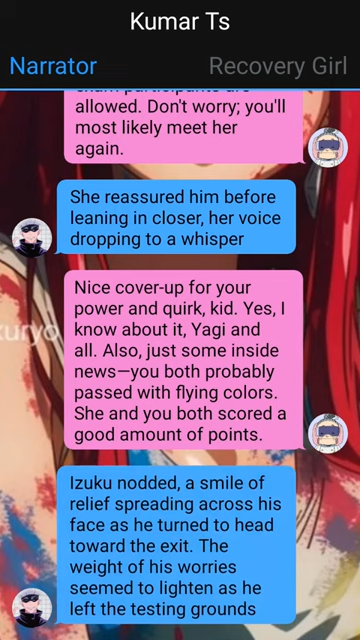 Kumar Ts
Narrator
Recovery Girl
allowed. Don't worry; you'll
most likely meet her
again.
She reassured him before
leaning in closer, her voice
dropping to a whisper
Nice cover-up for your
power and quirk, kid. Yes, I
know about it, Yagi and
all. Also, just some inside
news—you both probably
passed with flying colors.
She and you both scored a
good amount of points.
Izuku nodded, a smile of
relief spreading across his
face as he turned to head
toward the exit. The
weight of his worries
seemed to lighten as he
left the testing grounds